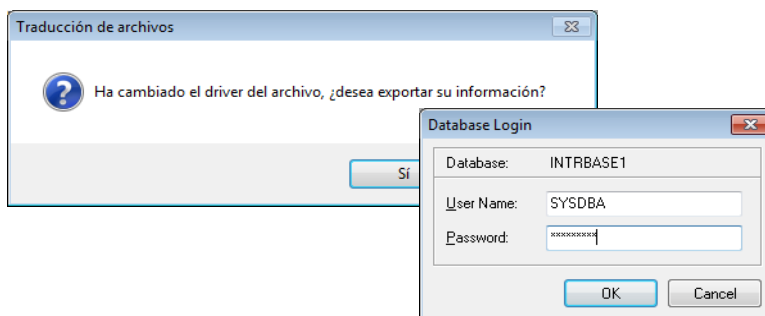 Traducción de archivos
Ha cambiado el driver del archivo, ¿desea exportar su información?
Sí
Database Login
Database: INTRBASE1
User Name: SYSDBA
Password: *********
OK Cancel